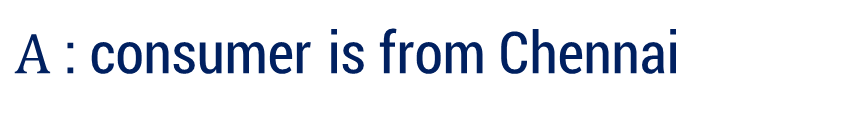 A : consumer is from Chennai